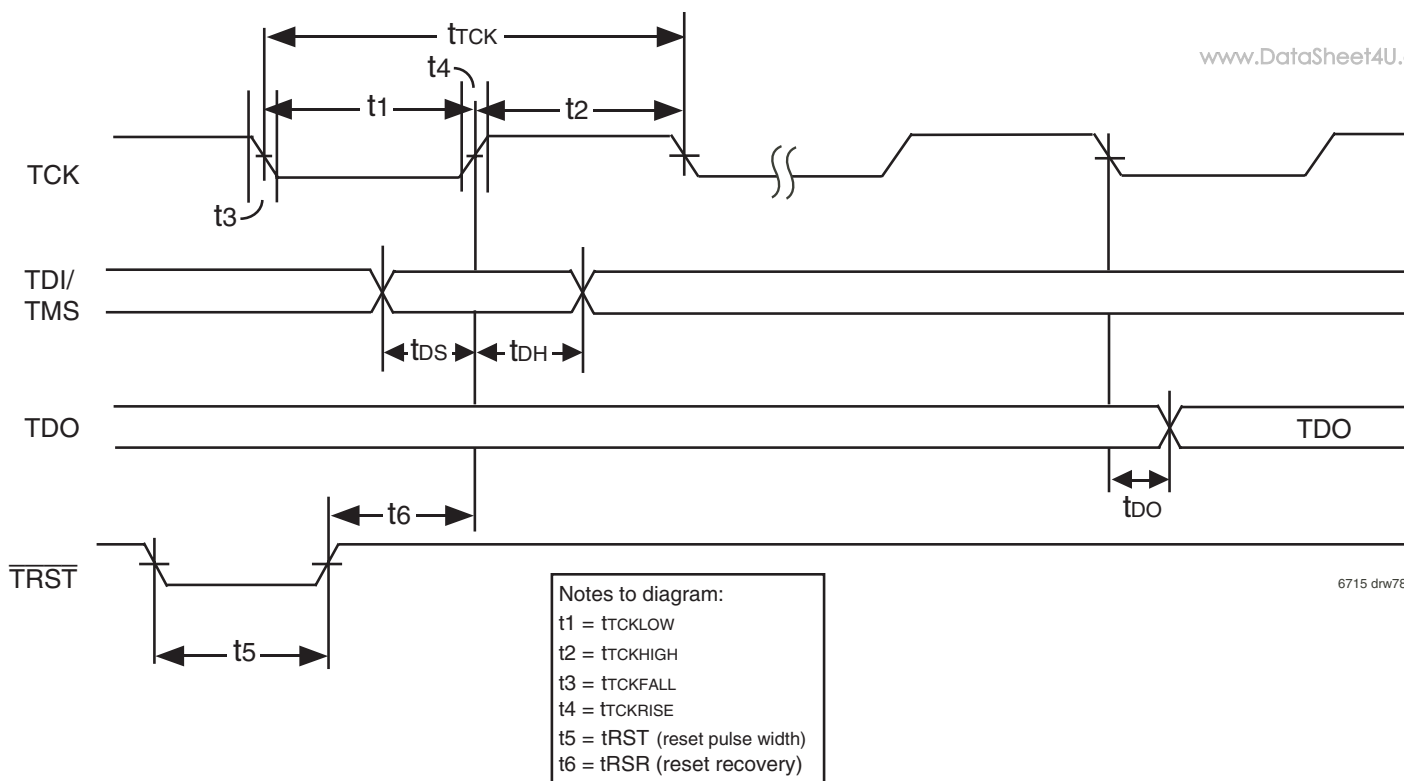 tTCK
www.DataSheet4U.
t4
t1
t2
TCK
t3
TDI/
TMS
tDS
tDH
TDO
TDO
tDO
t6
TRST
6715 drw78
t5
Notes to diagram:
t1 = tTCKLOW
t2 = tTCKHIGH
t3 = tTCKFALL
t4 = tTCKRISE
t5 = tRST (reset pulse width)
t6 = tRSR (reset recovery)